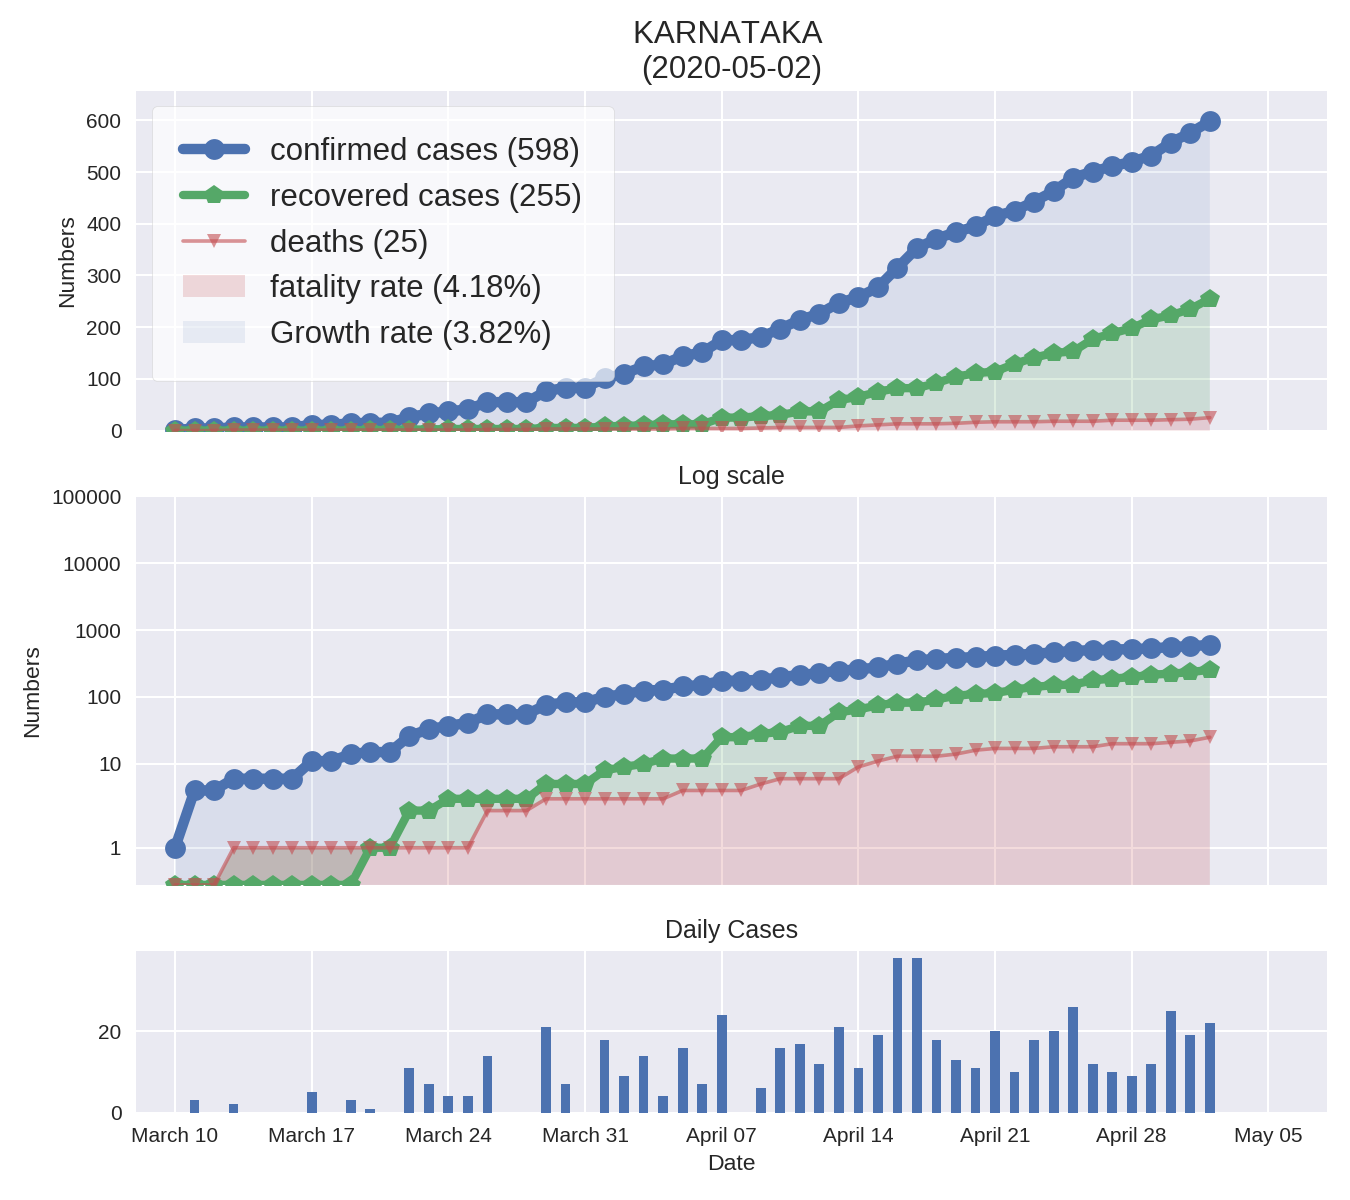 KARNATAKA
(2020-05-02)
Numbers
600
500
400
300
200
100
0
confirmed cases (598)
recovered cases (255)
deaths (25)
fatality rate (4.18%)
Growth rate (3.82%)
Log scale
Numbers
100000
10000
1000
100
10
1
Daily Cases
20
0
March 10 March 17 March 24 March 31 April 07 April 14 April 21 April 28 May 05
Date